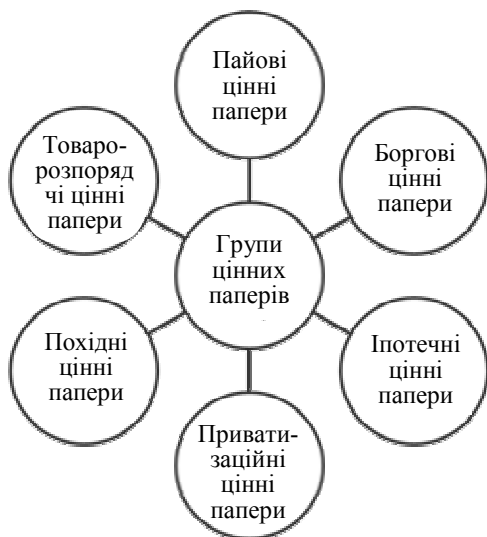 Пайові
цінні
папери
Товаро-
розпоряд
чі цінні
папери
Боргові
цінні
папери
Групи
цінних
паперів
Похідні
цінні
папери
Іпотечні
цінні
папери
Привати-
заційні
цінні
папери